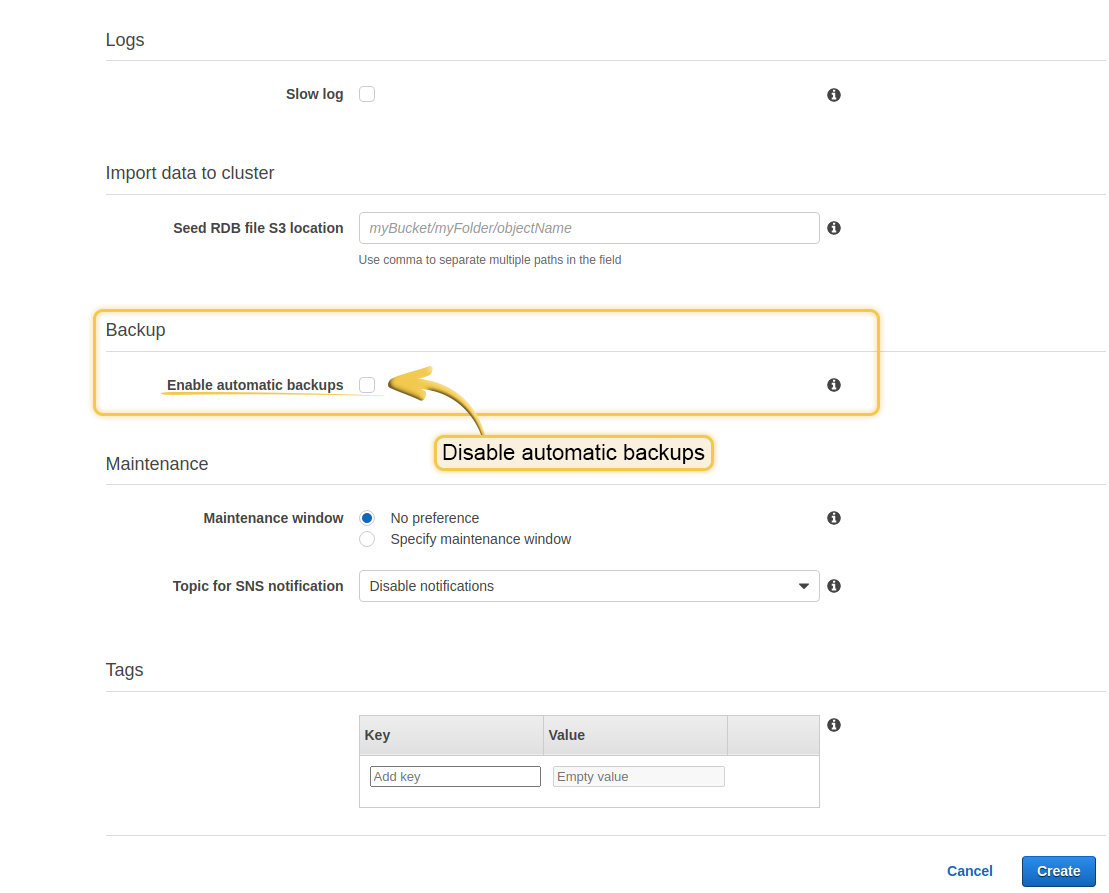 Logs
Slow log
Import data to cluster
Seed RDB file S3 location myBucket/myFolder/objectName
Use comma to separate multiple paths in the field
Backup
Enable automatic backups
Disable automatic backups
Maintenance
Maintenance window No preference
Specify maintenance window
Topic for SNS notification Disable notifications
Tags
Key Value
Add key Empty value
Cancel Create